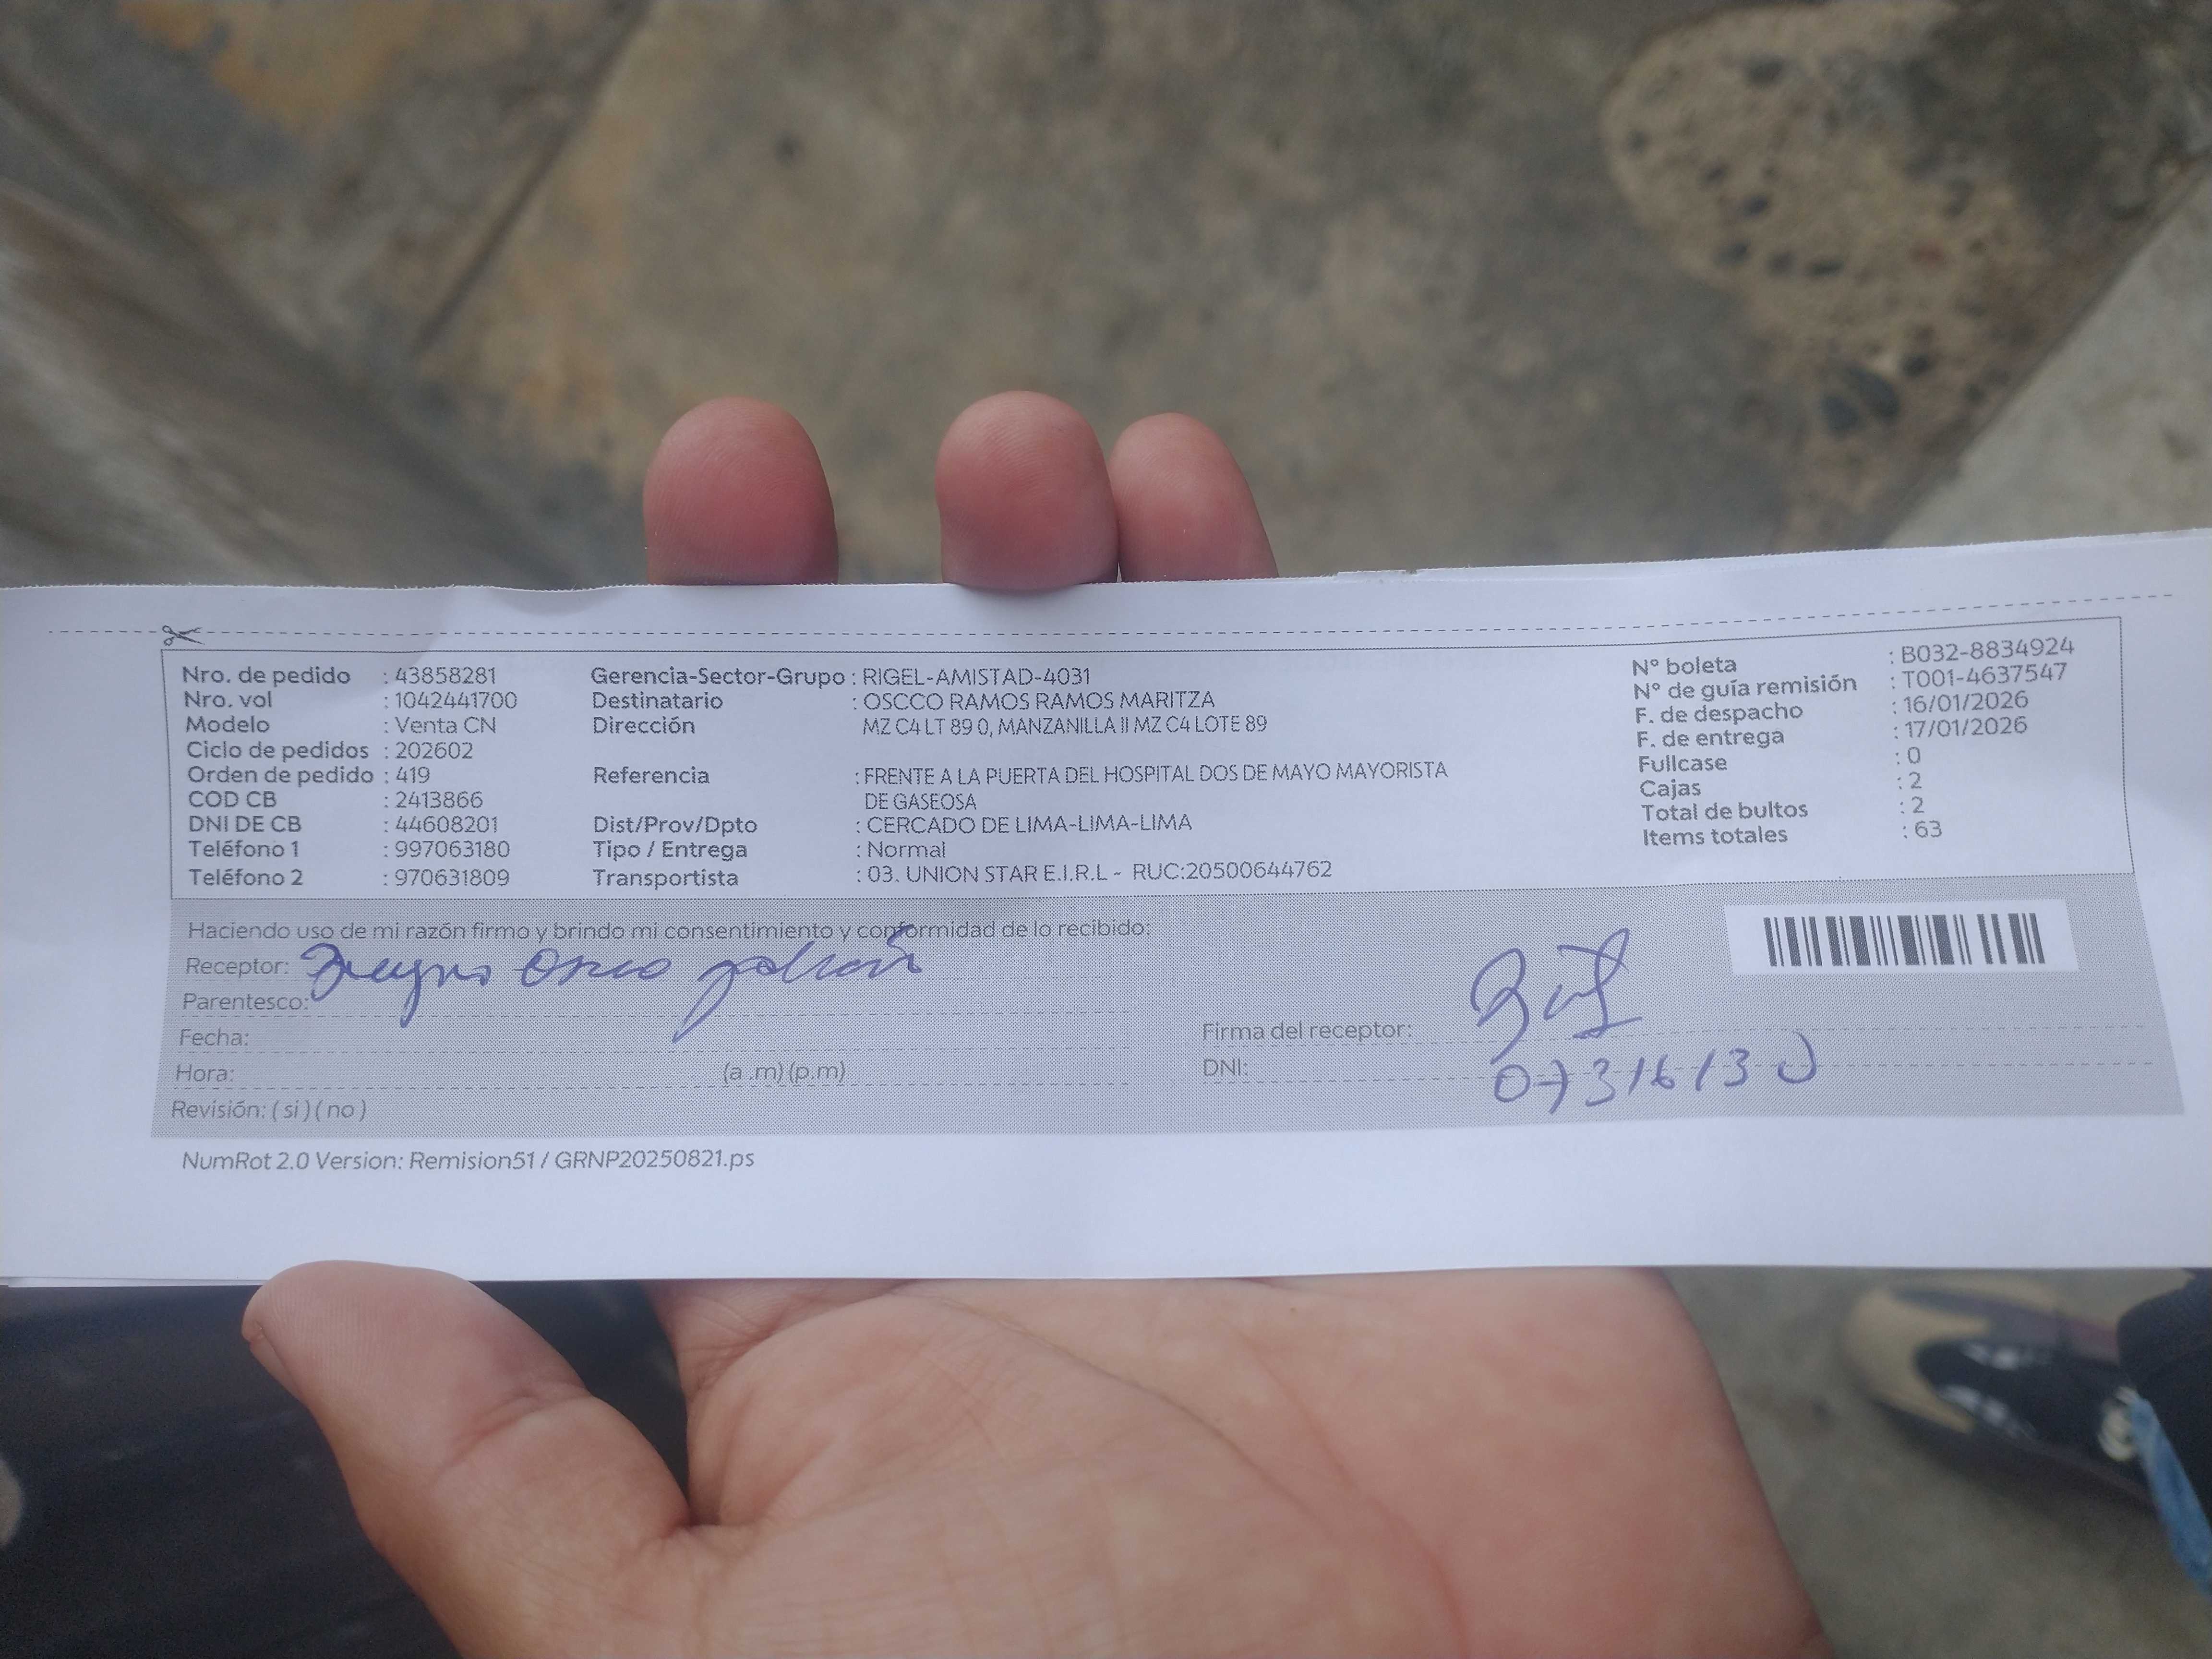 Nro. de pedido : 43858281
Nro. vol : 1042441700
Modelo : Venta CN
Ciclo de pedidos : 202602
Orden de pedido : 419
COD CB : 2413866
DNI DE CB : 44608201
Teléfono 1 : 997063180
Teléfono 2 : 970631809
Gerencia-Sector-Grupo : RIGEL-AMISTAD-4031
Destinatario : OSCCO RAMOS RAMOS MARITZA
Dirección MZ C4 LT 89 0, MANZANILLA II MZ C4 LOTE 89
Referencia : FRENTE A LA PUERTA DEL HOSPITAL DOS DE MAYO MAYORISTA
DE GASEOSA
Dist/Prov/Dpto : CERCADO DE LIMA-LIMA-LIMA
Tipo / Entrega : Normal
Transportista : 03. UNION STAR E.I.R.L - RUC:20500644762
N° boleta : B032-8834924
N° de guía remisión : T001-4637547
F. de despacho : 16/01/2026
F. de entrega : 17/01/2026
Fullcase : 0
Cajas : 2
Total de bultos : 2
Items totales : 63
Haciendo uso de mi razón firmo y brindo mi consentimiento y conformidad de lo recibido:
Receptor:
Parentesco:
Fecha:
Hora: (a .m) (p.m)
Revisión: ( si ) ( no )
Firma del receptor:
DNI: 07316130
NumRot 2.0 Version: Remision51 / GRNP20250821.ps